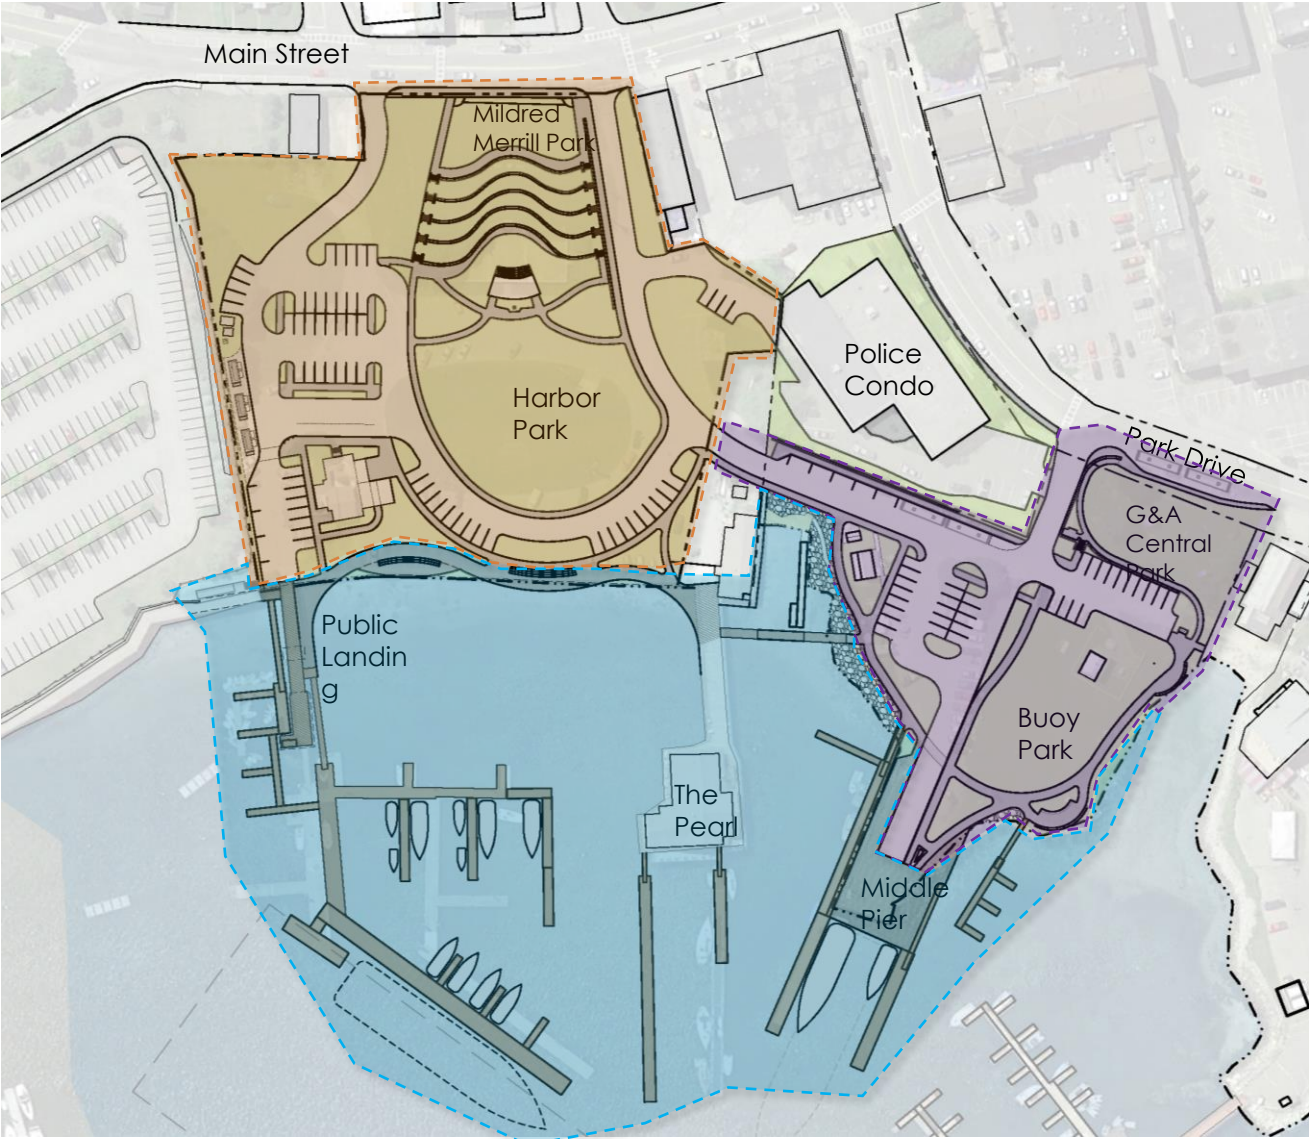 Main Street
Mildred
Merrill Park
Harbor
Park
Police
Condo
Park Drive
G&A
Central
Park
Public
Landin
g
Buoy
Park
The
Pearl
Middle
Pier